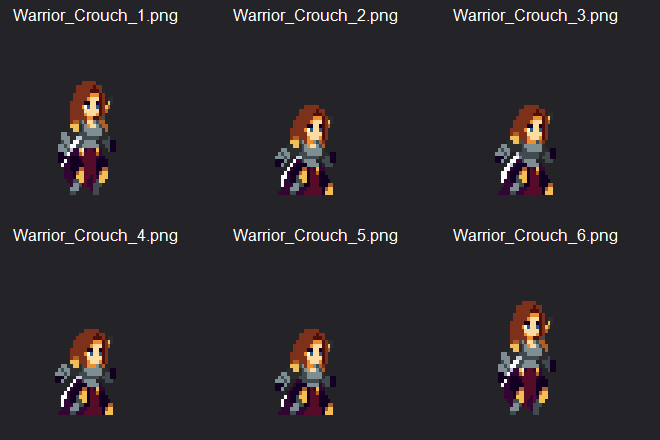 Warrior_Crouch_1.png
Warrior_Crouch_2.png
Warrior_Crouch_3.png
Warrior_Crouch_4.png
Warrior_Crouch_5.png
Warrior_Crouch_6.png